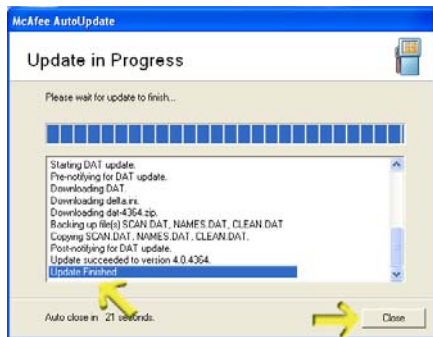 McAfee AutoUpdate
Update in Progress
Please wait for update to finish...
Starting DAT update.
Pre-notifying for DAT update.
Downloading DAT.
Downloading delta.ini.
Downloading dat-4364.zip.
Backing up file(s) SCAN.DAT, NAMES.DAT, CLEAN.DAT
Copying SCAN.DAT, NAMES.DAT, CLEAN.DAT.
Post-notifying for DAT update.
Update succeeded to version 4.0.4364.
Update Finished
Auto close in 21 seconds.
Close